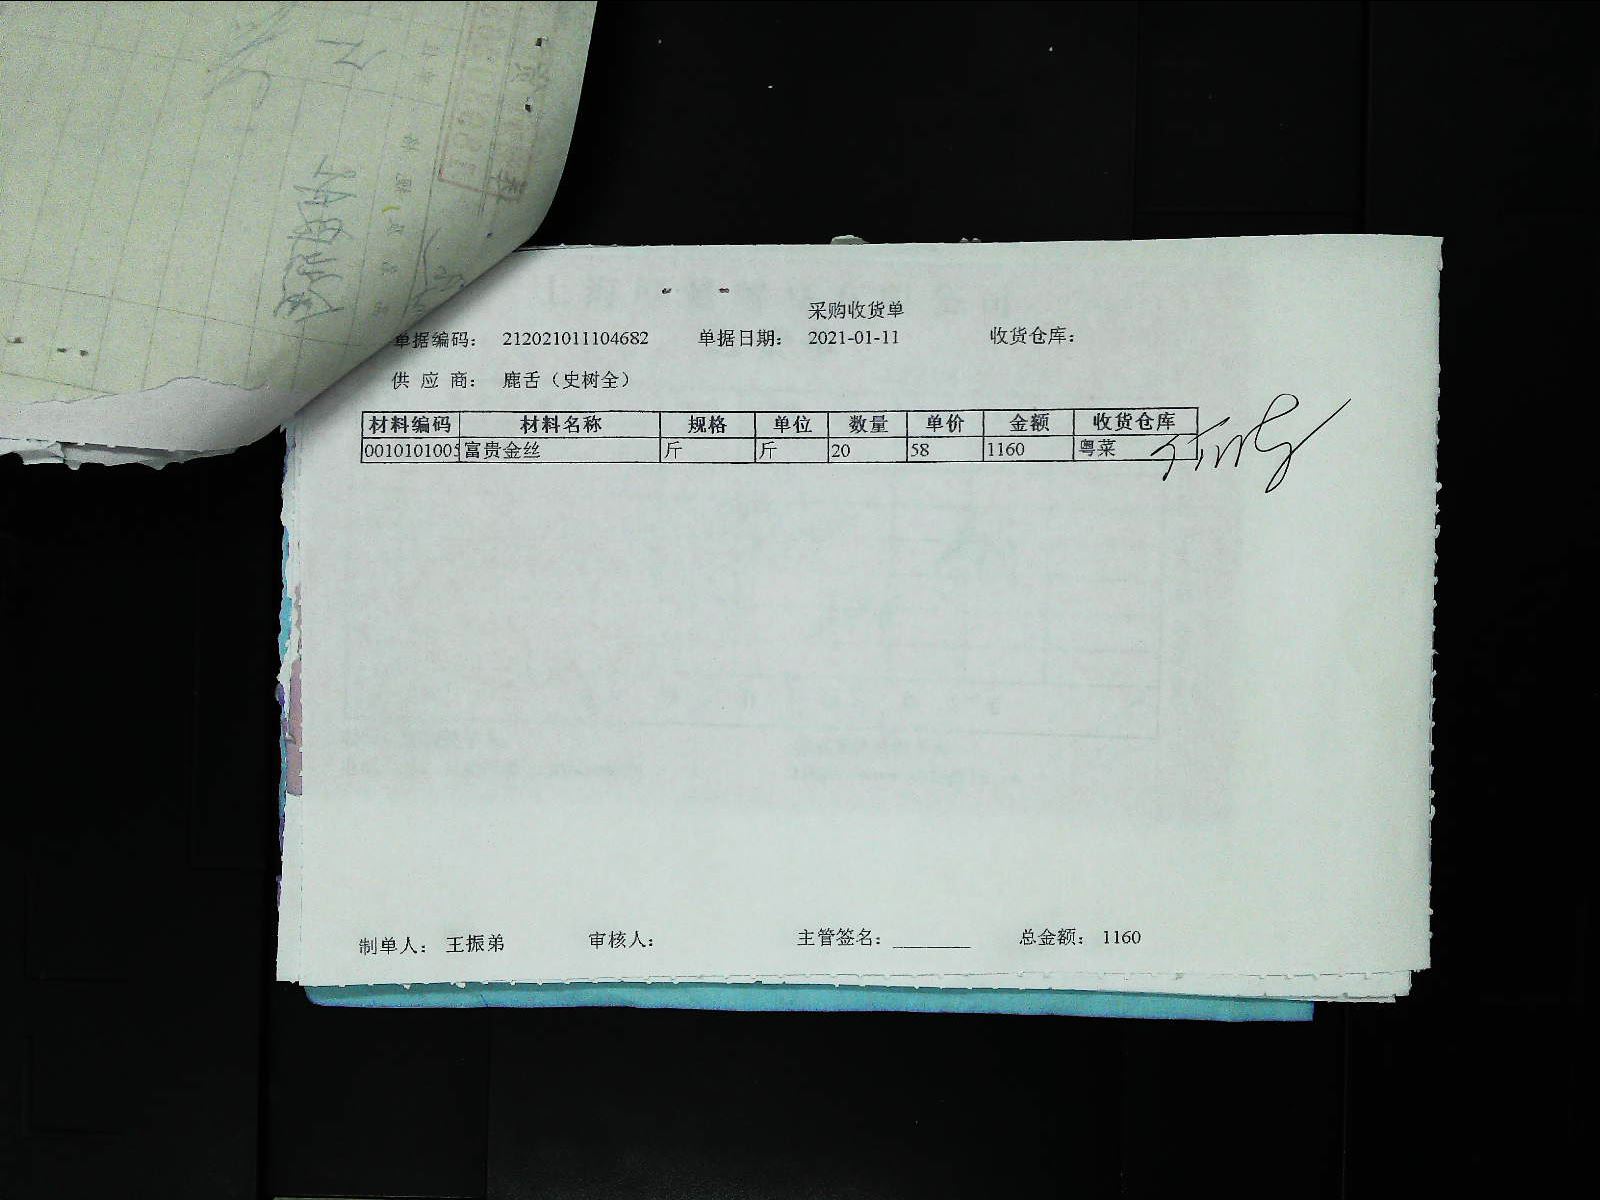 采购收货单
单据编码： 212021011104682 单据日期： 2021-01-11 收货仓库：
供 应 商： 鹿舌（史树全）
材料编码 材料名称 规格 单位 数量 单价 金额 收货仓库
0010101005 富贵金丝 斤 斤 20 58 1160 粤菜
制单人： 王振弟 审核人： 主管签名：________ 总金额： 1160